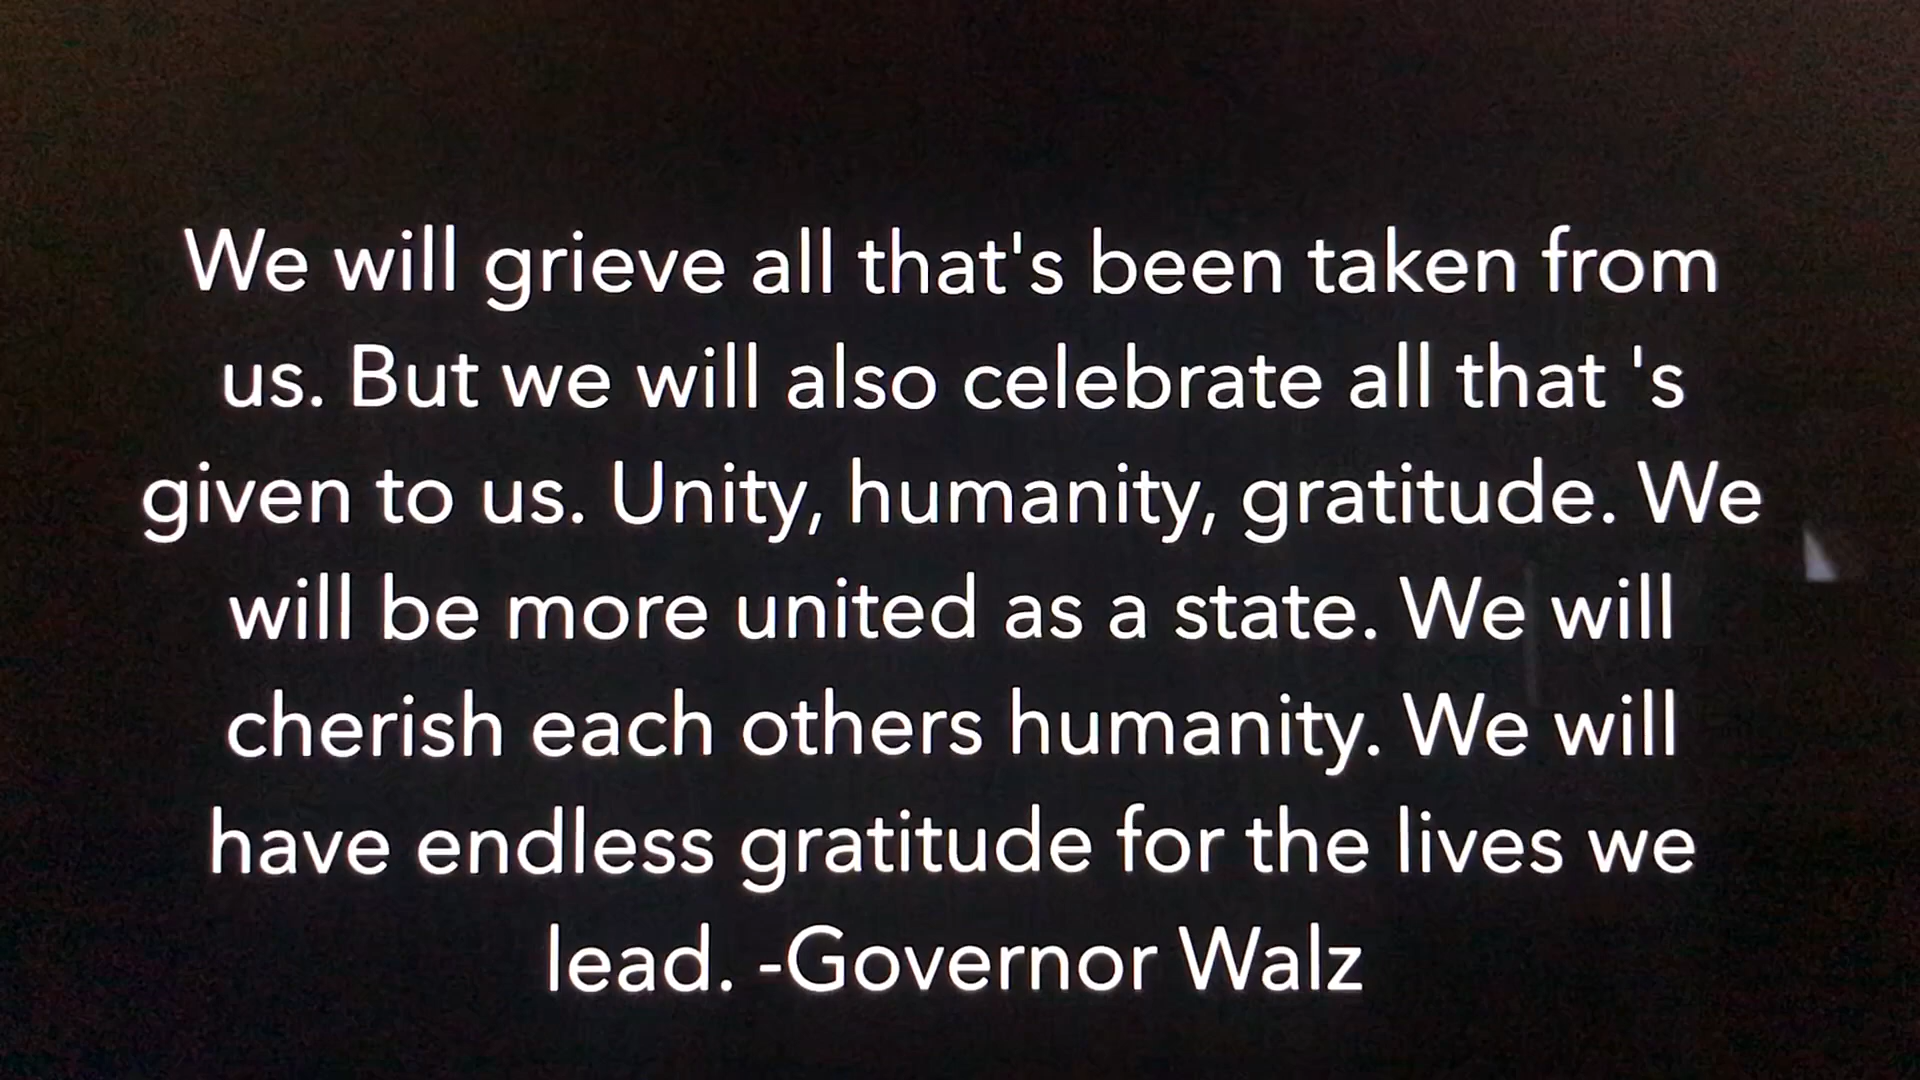 We will grieve all that's been taken from
us. But we will also celebrate all that 's
given to us. Unity, humanity, gratitude. We
will be more united as a state. We will
cherish each others humanity. We will
have endless gratitude for the lives we
lead. -Governor Walz